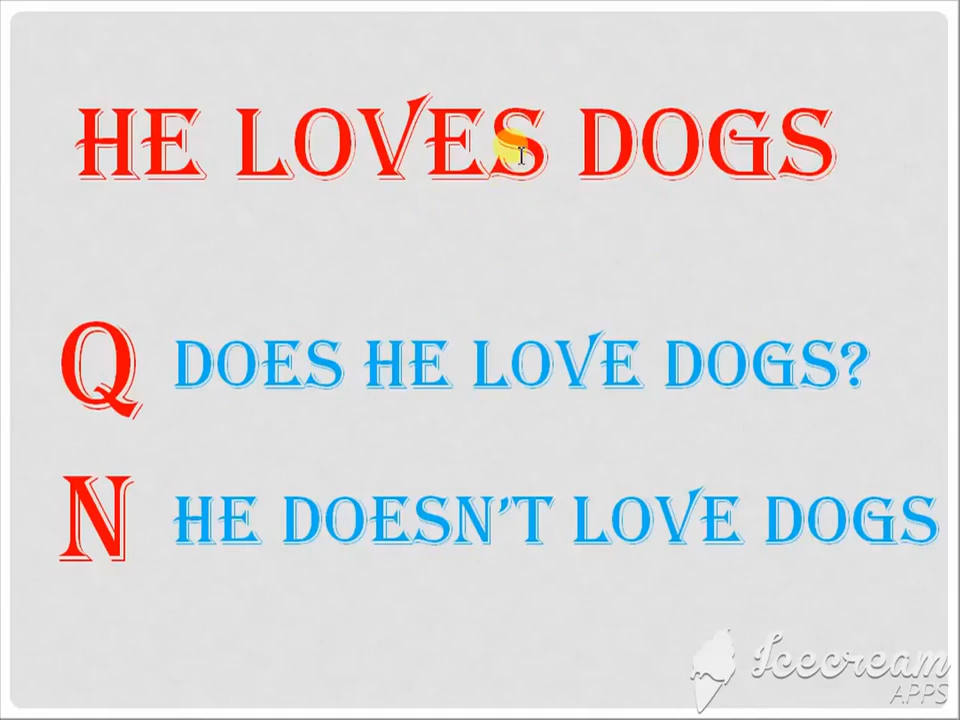 HE LOVES DOGS
Q DOES HE LOVE DOGS?
N HE DOESN'T LOVE DOGS
Icecream
APPS